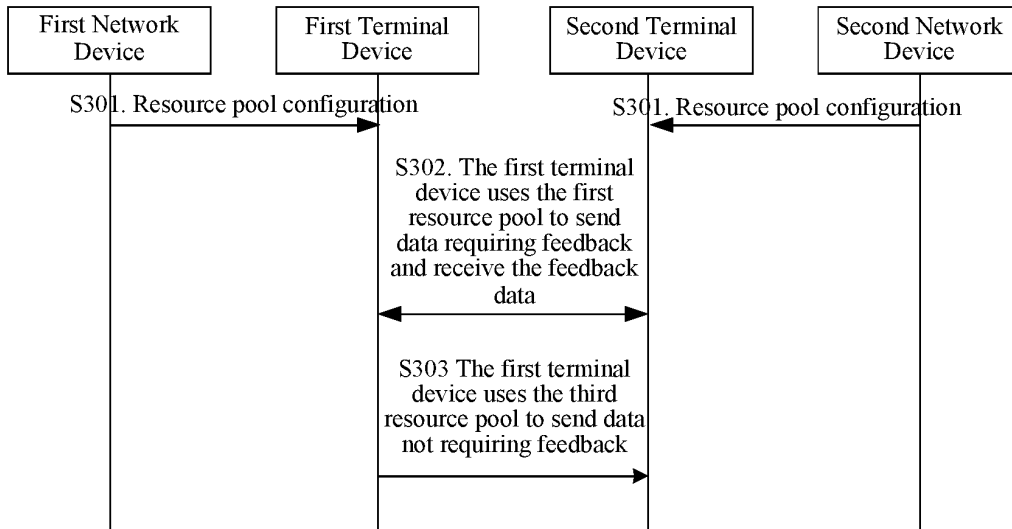 First Network
Device
First Terminal
Device
Second Terminal
Device
Second Network
Device
S301. Resource pool configuration
S301. Resource pool configuration
S302. The first terminal
device uses the first
resource pool to send
data requiring feedback
and receive the feedback
data
S303 The first terminal
device uses the third
resource pool to send data
not requiring feedback